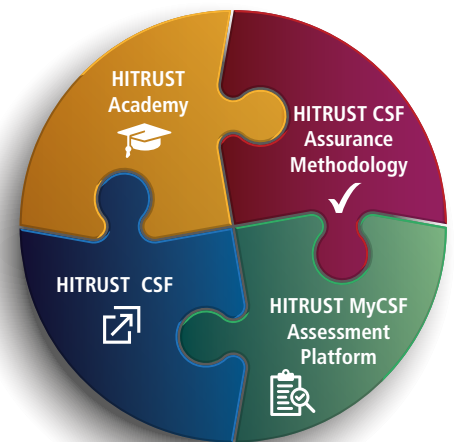 HITRUST
Academy
HITRUST CSF
Assurance
Methodology
HITRUST CSF
HITRUST MyCSF
Assessment
Platform